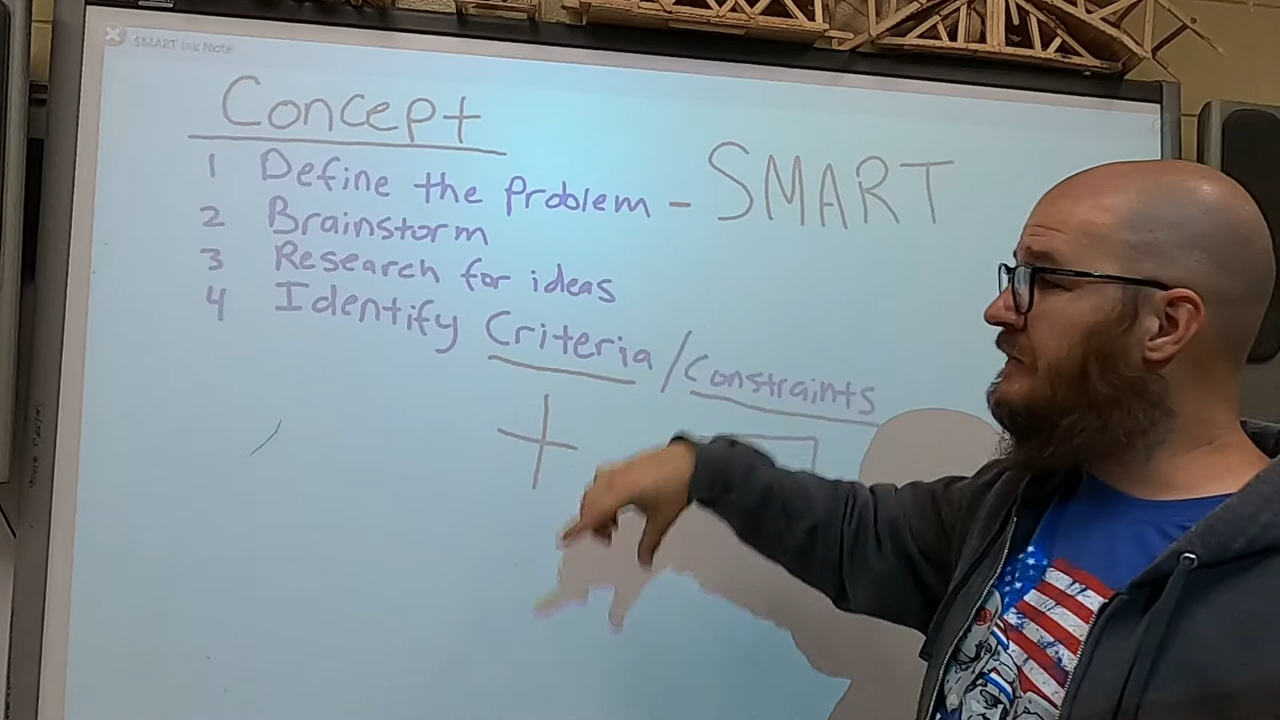 SMART Ink Note
Concept
1 Define the Problem - SMART
2 Brainstorm
3 Research for ideas
4 Identify Criteria / Constraints
+